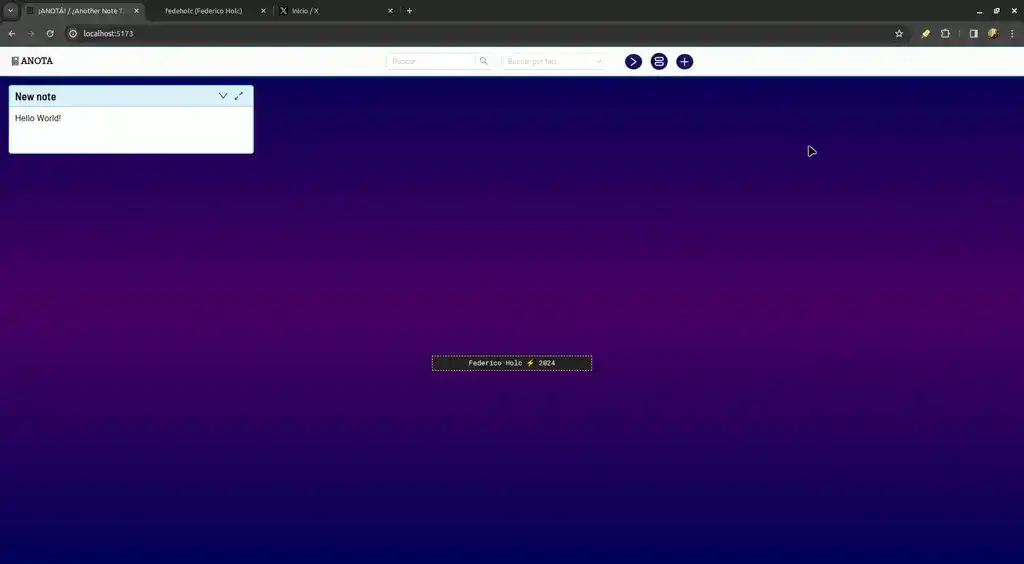 ¡ANOTÁ! / ¿Another Note T
fedeholc (Federico Holc)
Inicio / X
localhost:5173
ANOTA
Buscar
Buscar por
New note
Hello World!
Federico Holc ⚡ 2024